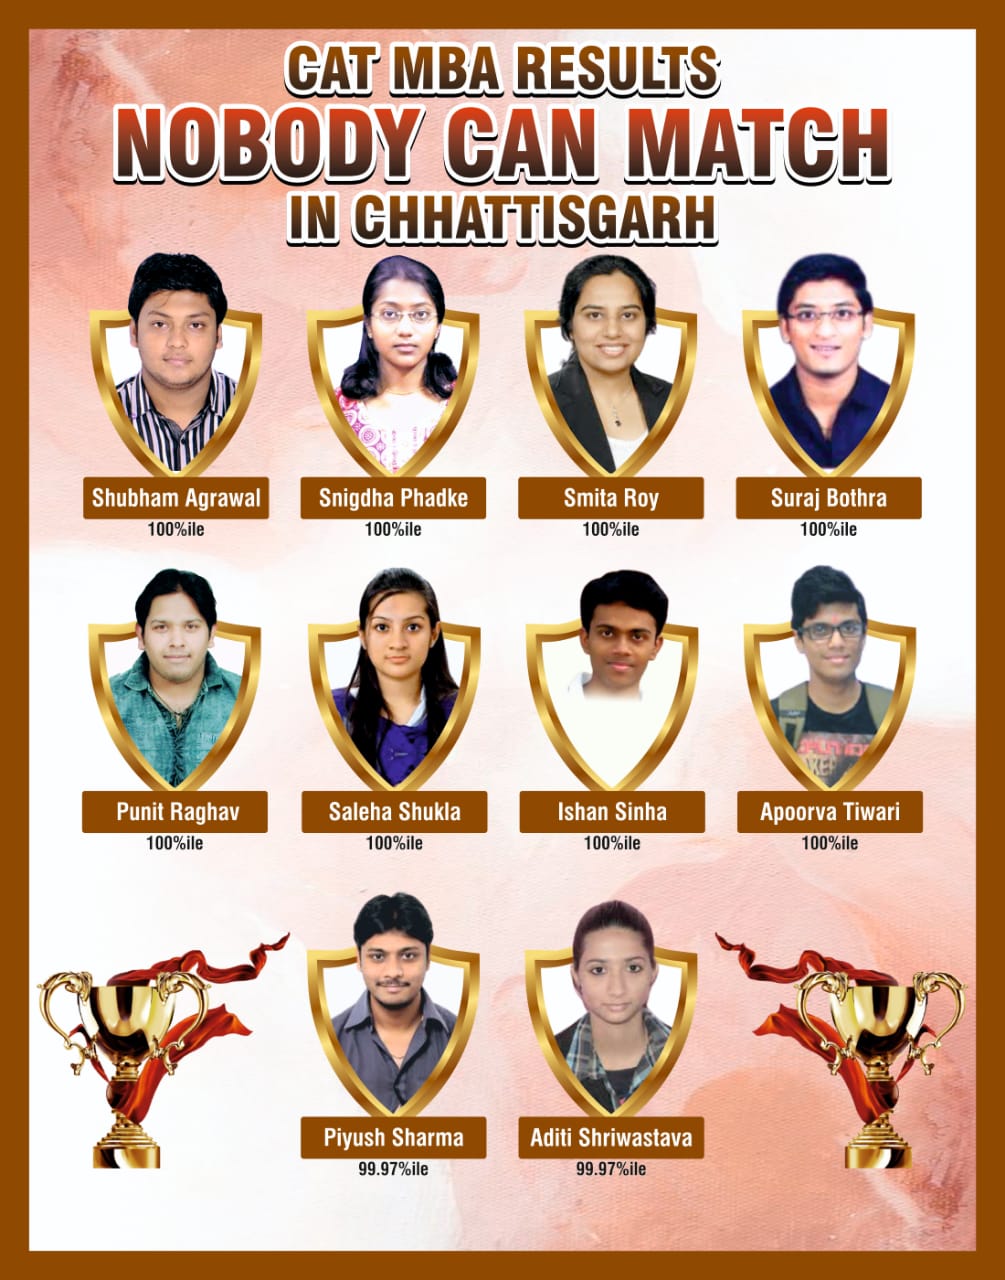 CAT MBA RESULTS
NOBODY CAN MATCH
IN CHHATTISGARH
Shubham Agrawal
100%ile
Snigdha Phadke
100%ile
Smita Roy
100%ile
Suraj Bothra
100%ile
Punit Raghav
100%ile
Saleha Shukla
100%ile
Ishan Sinha
100%ile
Apoorva Tiwari
100%ile
Piyush Sharma
99.97%ile
Aditi Shriwastava
99.97%ile